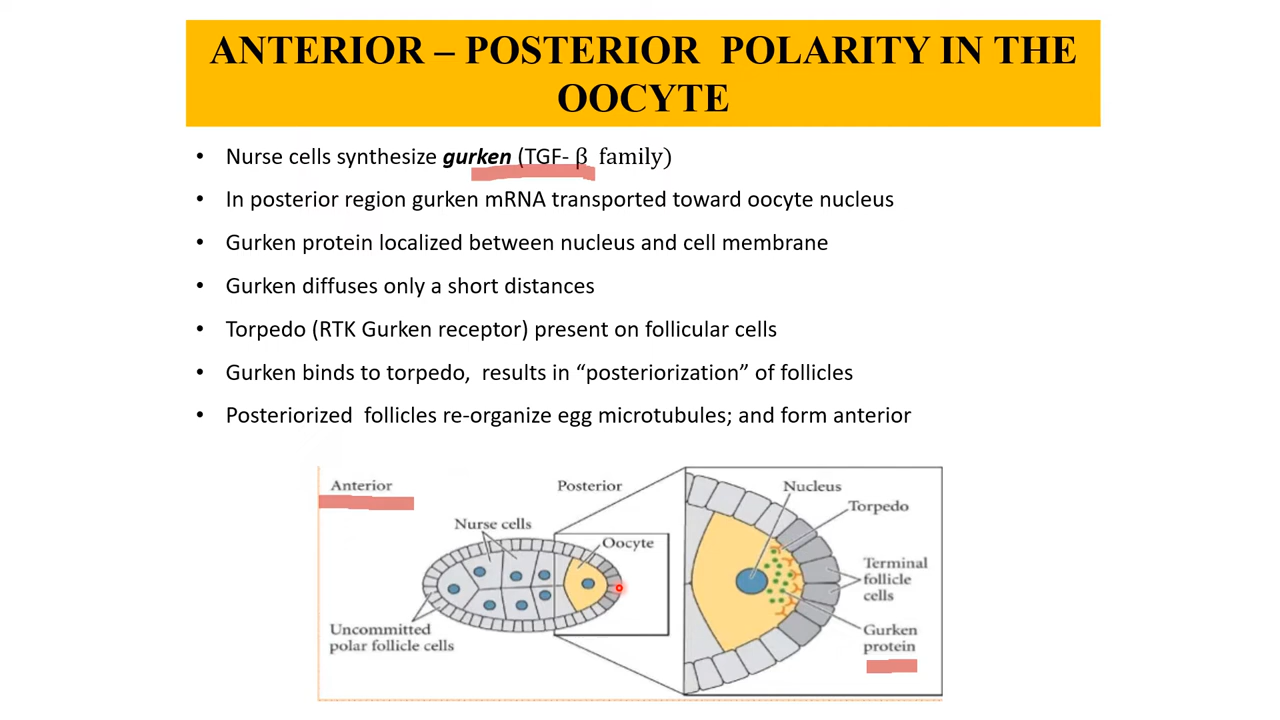 ANTERIOR – POSTERIOR POLARITY IN THE
OOCYTE
• Nurse cells synthesize gurken (TGF- β family)
• In posterior region gurken mRNA transported toward oocyte nucleus
• Gurken protein localized between nucleus and cell membrane
• Gurken diffuses only a short distances
• Torpedo (RTK Gurken receptor) present on follicular cells
• Gurken binds to torpedo, results in “posteriorization” of follicles
• Posteriorized follicles re-organize egg microtubules; and form anterior
Anterior
Posterior
Nurse cells
Oocyte
Uncommitted
polar follicle cells
Nucleus
Torpedo
Terminal
follicle
cells
Gurken
protein